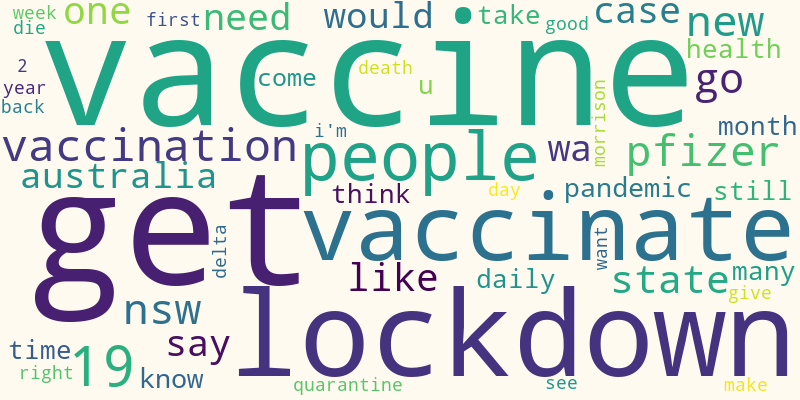 week
one
first
need
would
take
good
case
new
die
vaccine
health
2
year
come
death
u
go
back
morrison
month
vaccination
i'm
people
wa
pfizer
australia
think
day
pandemic
still
get
vaccinate
delta
want
like
daily
state
many
give
nsw
lockdown
say
time
19
right
know
quarantine
see
make